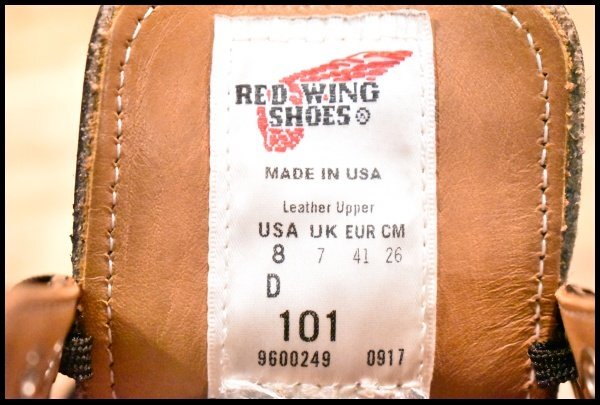 RED WING
SHOES®
MADE IN USA
Leather Upper
USA UK EUR CM
8 7 41 26
D
101
9600249 0917